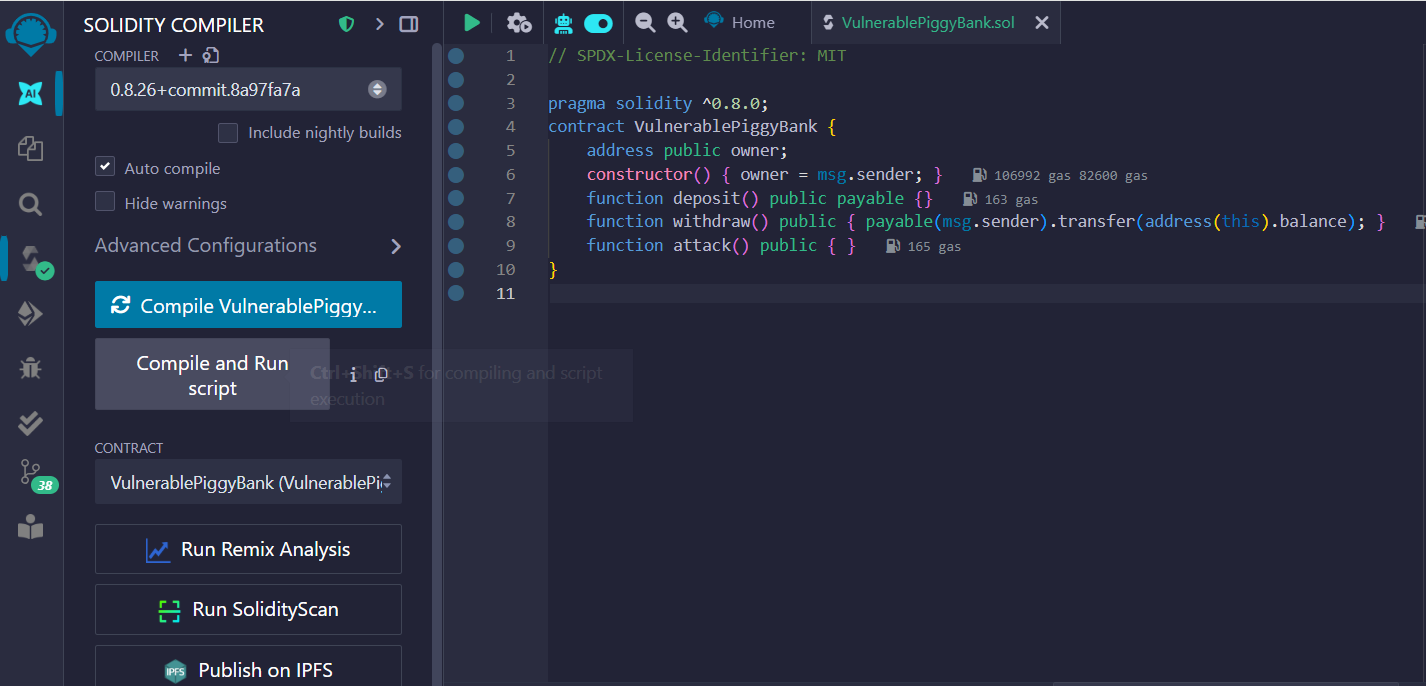 SOLIDITY COMPILER
COMPILER
0.8.26+commit.8a97fa7a
Include nightly builds
Auto compile
Hide warnings
Advanced Configurations
Compile VulnerablePiggy...
Compile and Run
script
Ctrl+Shift+S for compiling and script
execution
CONTRACT
VulnerablePiggyBank (VulnerablePi
Run Remix Analysis
Run SolidityScan
IPFS
Publish on IPFS
AI
38
Home
VulnerablePiggyBank.sol
1 // SPDX-License-Identifier: MIT
2
3 pragma solidity ^0.8.0;
4 contract VulnerablePiggyBank {
5 address public owner;
6 constructor() { owner = msg.sender; } 106992 gas 82600 gas
7 function deposit() public payable {} 163 gas
8 function withdraw() public { payable(msg.sender).transfer(address(this).balance); }
9 function attack() public { } 165 gas
10 }
11